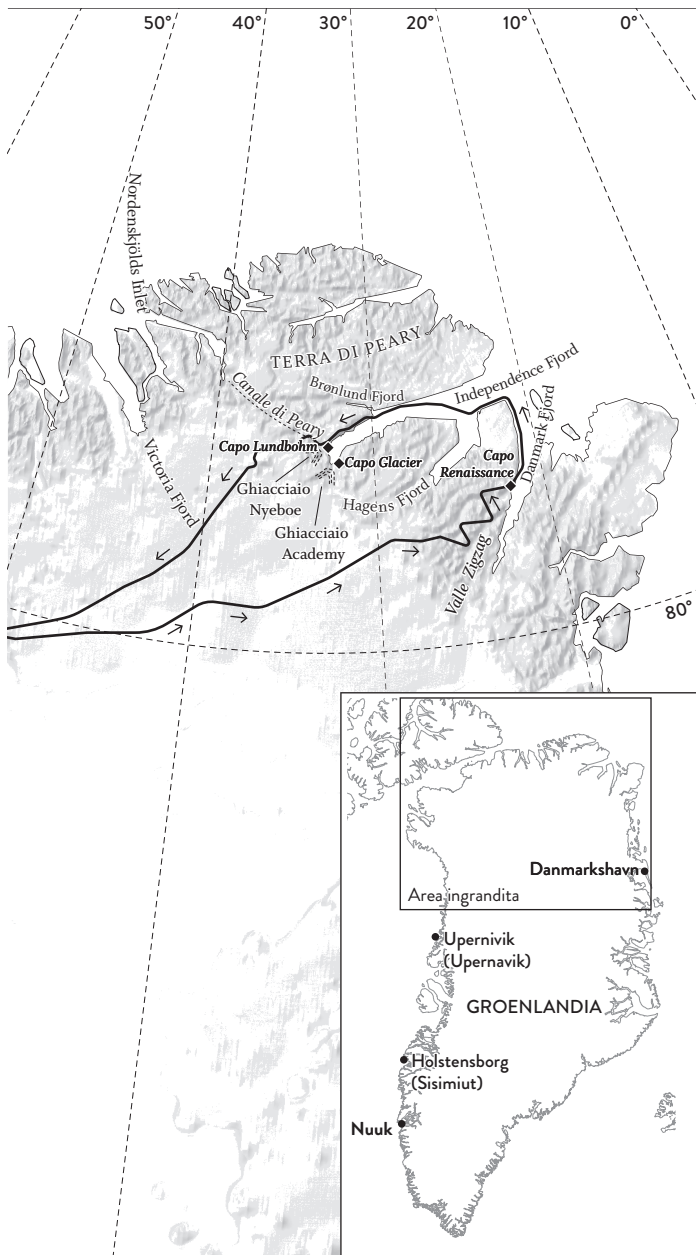 50°
40°
30°
20°
10°
0°
Nordenskjölds Inlet
TERRA DI PEARY
Independence Fjord
Brønlund Fjord
Canale di Peary
Danmark Fjord
Capo Lundbohm
Capo Glacier
Capo
Renaissance
Victoria Fjord
Ghiacciaio
Nyeboe
Hagens Fjord
Ghiacciaio
Academy
Valle Zigzag
80°
Danmarkshavn
Area ingrandita
Upernivik
(Upernavik)
GROENLANDIA
Holstensborg
(Sisimiut)
Nuuk